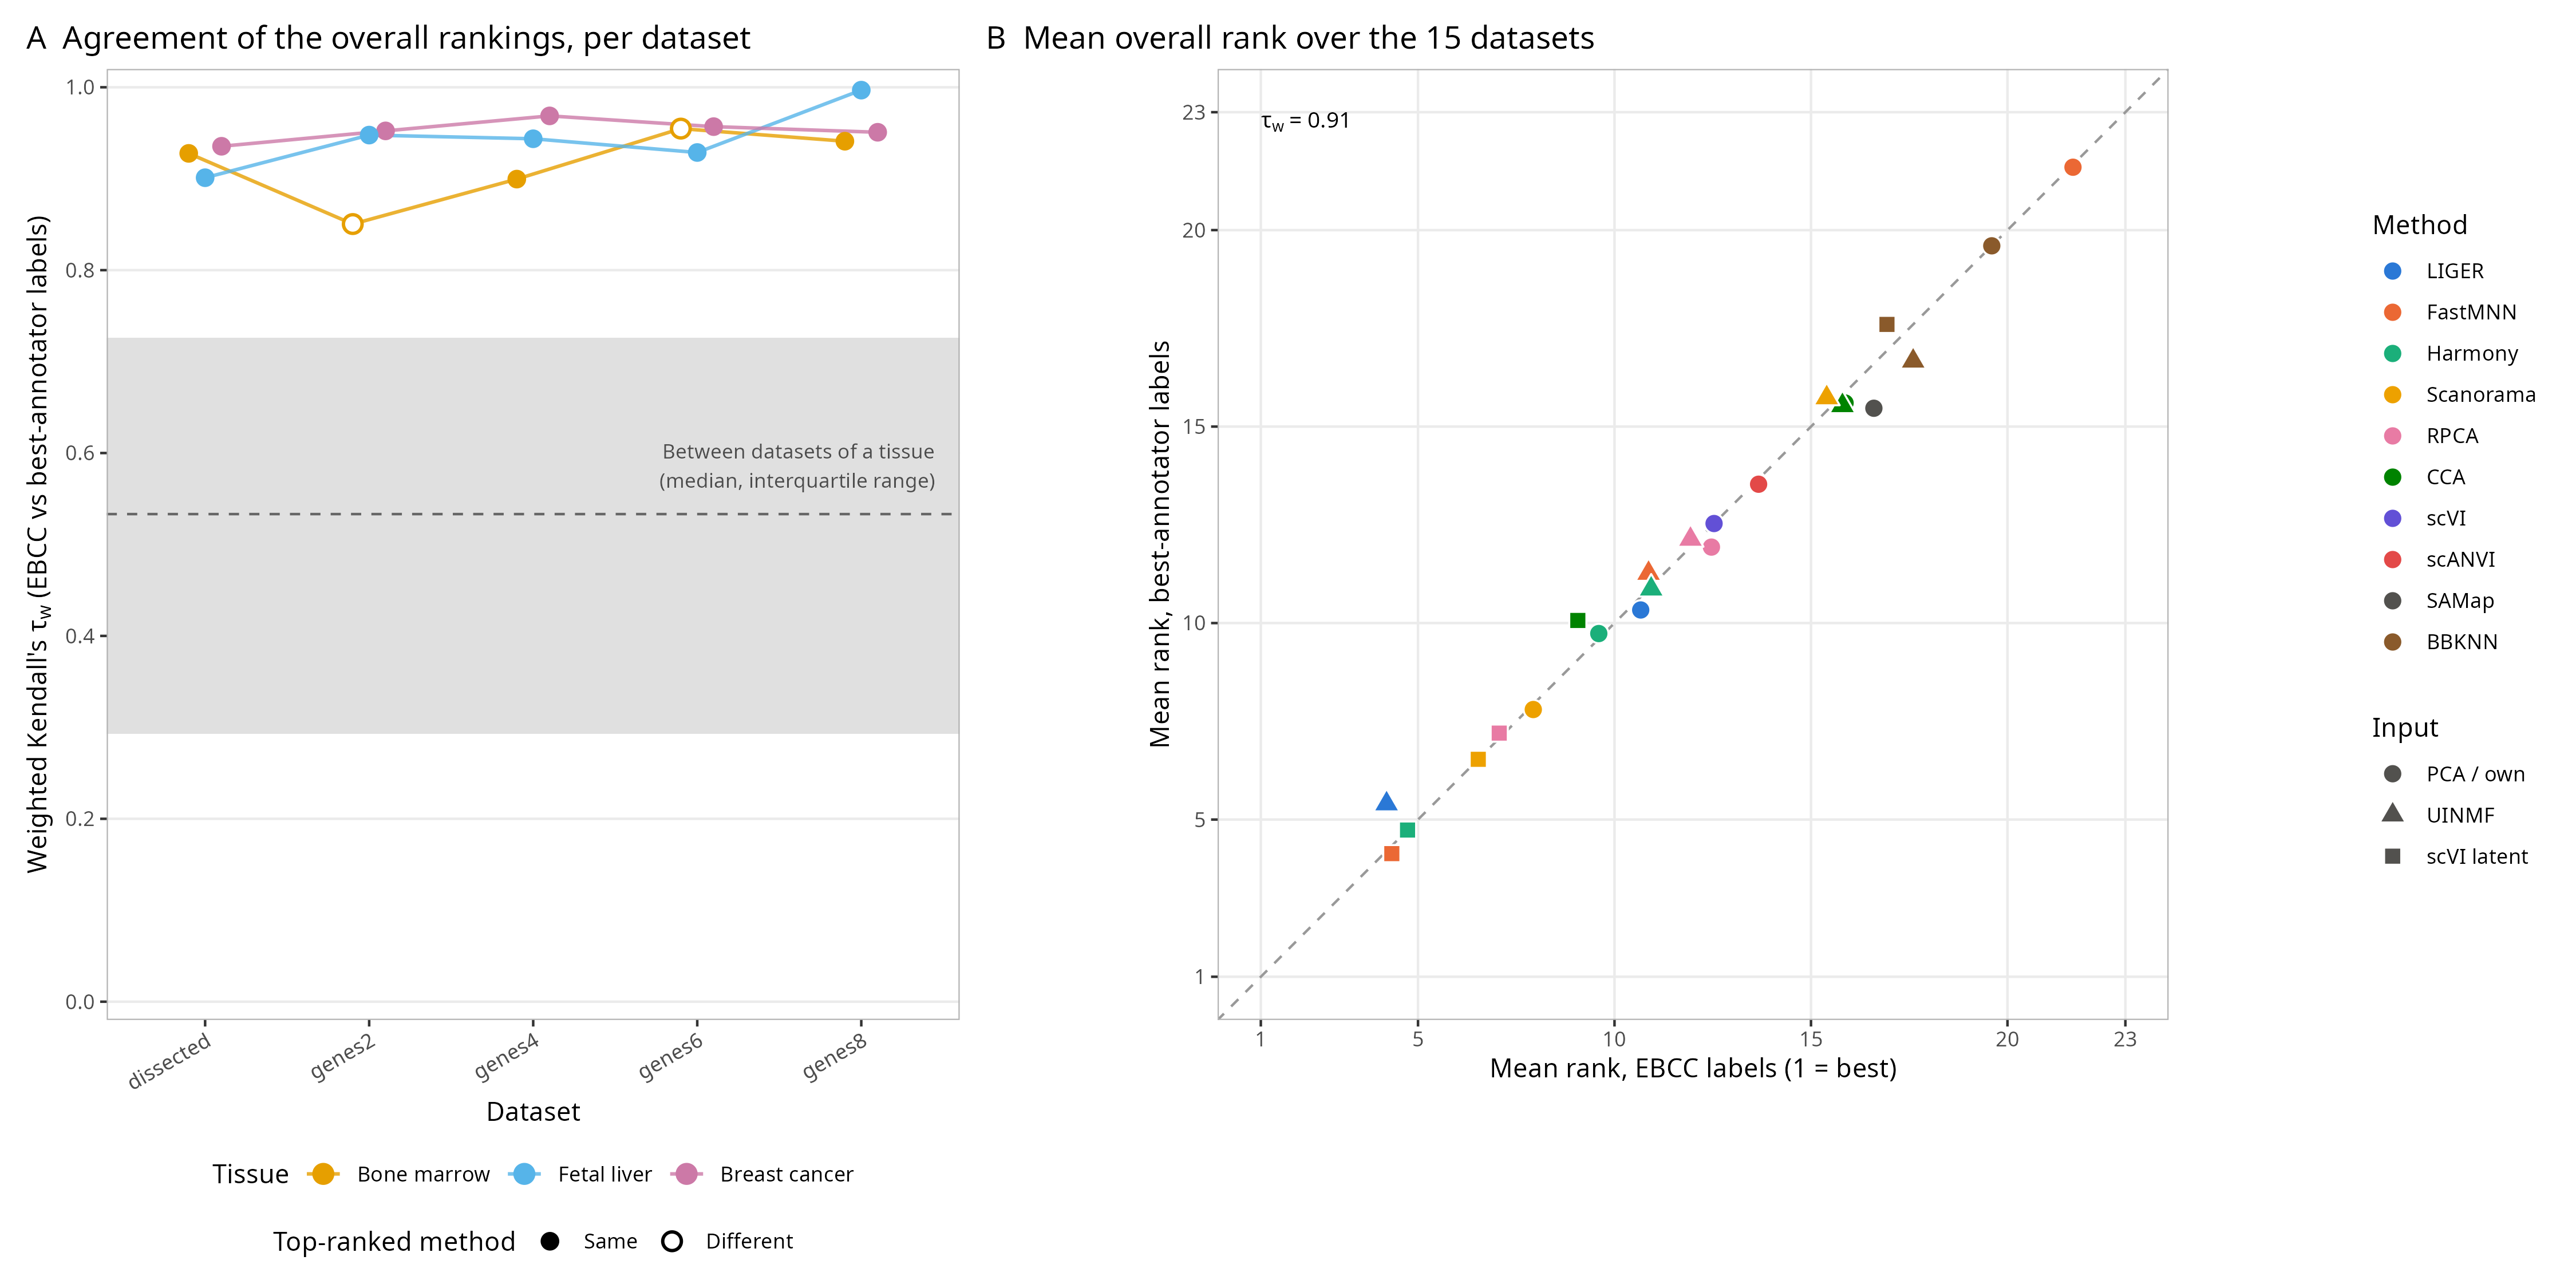 A Agreement of the overall rankings, per dataset
Weighted Kendall's τw (EBCC vs best-annotator labels)
1.0
0.8
0.6
0.4
0.2
0.0
Between datasets of a tissue
(median, interquartile range)
dissected
genes2
genes4
genes6
genes8
Dataset
Tissue
Bone marrow
Fetal liver
Breast cancer
Top-ranked method
Same
Different
B Mean overall rank over the 15 datasets
Mean rank, best-annotator labels
23
20
15
10
5
1
τw = 0.91
1
5
10
15
20
23
Mean rank, EBCC labels (1 = best)
Method
LIGER
FastMNN
Harmony
Scanorama
RPCA
CCA
scVI
scANVI
SAMap
BBKNN
Input
PCA / own
UINMF
scVI latent